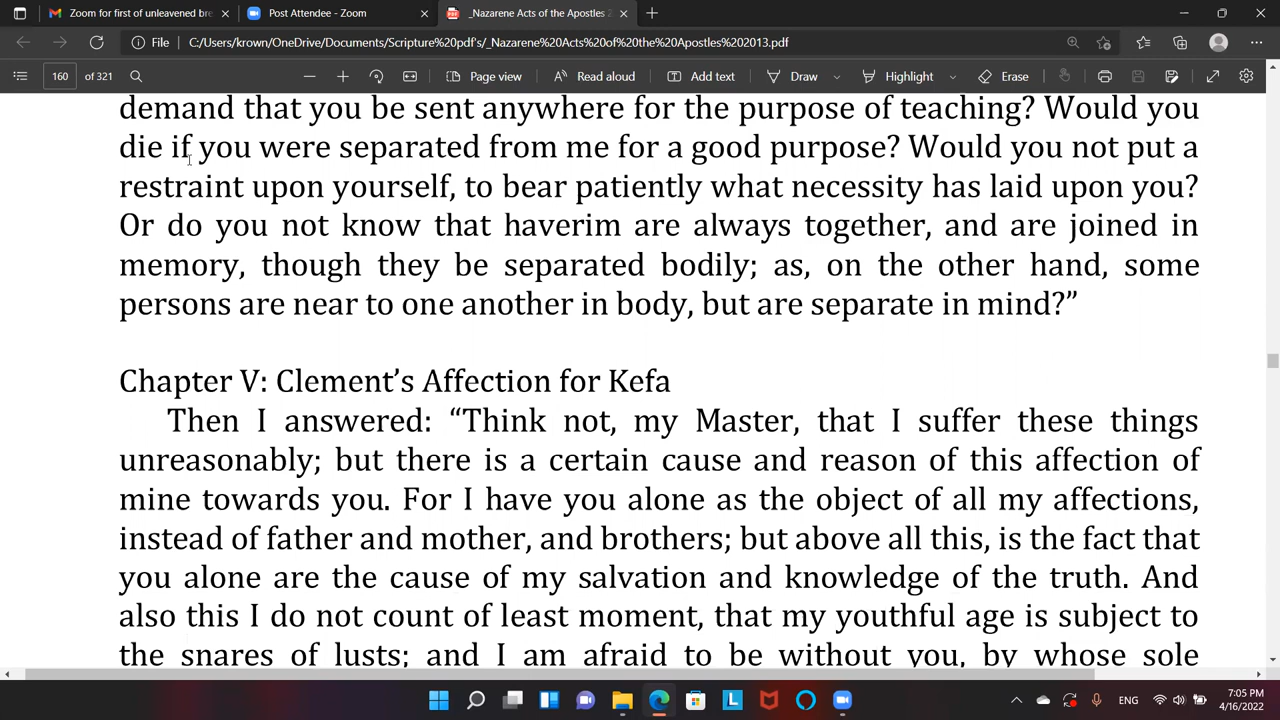 Zoom for first of unleavened bre
Post Attendee - Zoom
_Nazarene Acts of the Apostles 2
File
C:/Users/krown/OneDrive/Documents/Scripture%20pdf's/_Nazarene%20Acts%20of%20the%20Apostles%202013.pdf
160 of 321
Page view
Read aloud
Add text
Draw
Highlight
Erase
demand that you be sent anywhere for the purpose of teaching? Would you
die if you were separated from me for a good purpose? Would you not put a
restraint upon yourself, to bear patiently what necessity has laid upon you?
Or do you not know that haverim are always together, and are joined in
memory, though they be separated bodily; as, on the other hand, some
persons are near to one another in body, but are separate in mind?”
Chapter V: Clement’s Affection for Kefa
Then I answered: “Think not, my Master, that I suffer these things
unreasonably; but there is a certain cause and reason of this affection of
mine towards you. For I have you alone as the object of all my affections,
instead of father and mother, and brothers; but above all this, is the fact that
you alone are the cause of my salvation and knowledge of the truth. And
also this I do not count of least moment, that my youthful age is subject to
the snares of lusts; and I am afraid to be without you, by whose sole
ENG
7:05 PM
4/16/2022